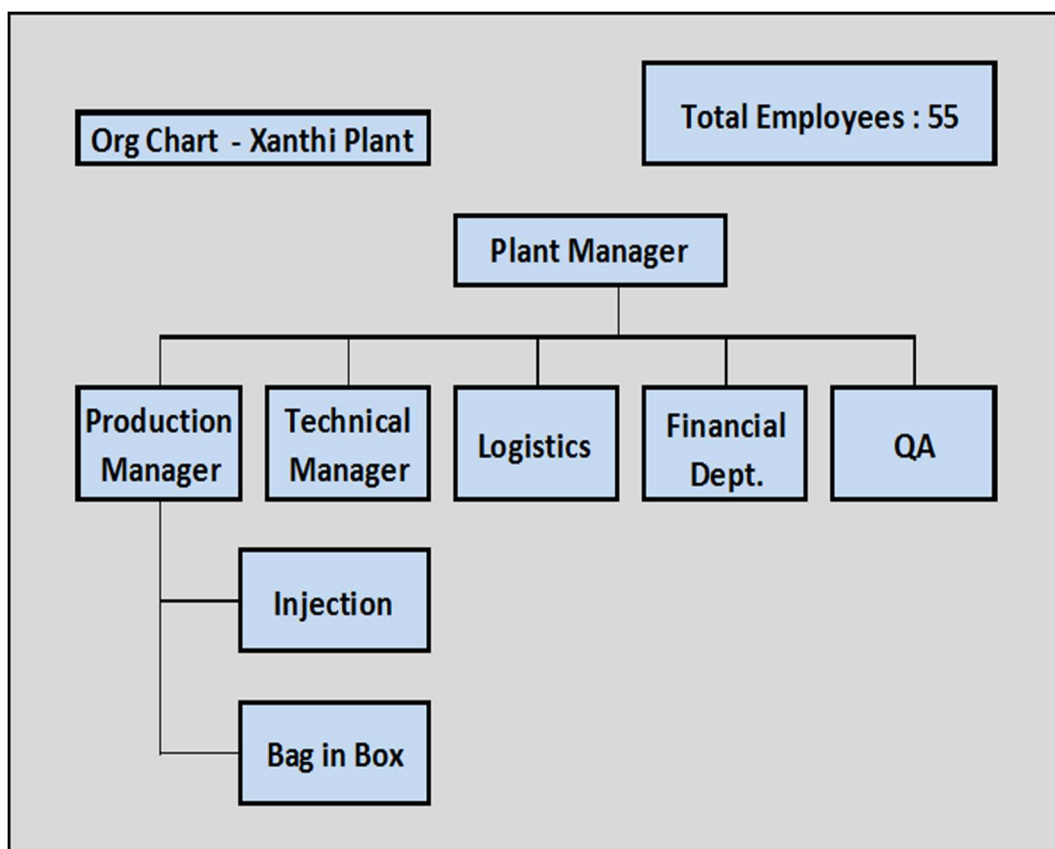 Total Employees : 55
Org Chart - Xanthi Plant
Plant Manager
Production
Manager
Technical
Manager
Logistics
Financial
Dept.
QA
Injection
Bag in Box